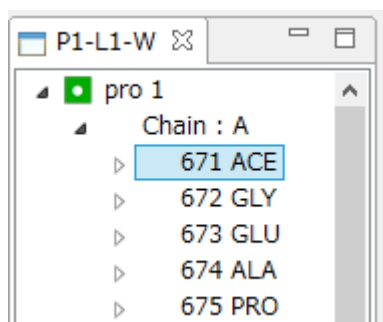 P1-L1-W
pro 1
Chain : A
671 ACE
672 GLY
673 GLU
674 ALA
675 PRO